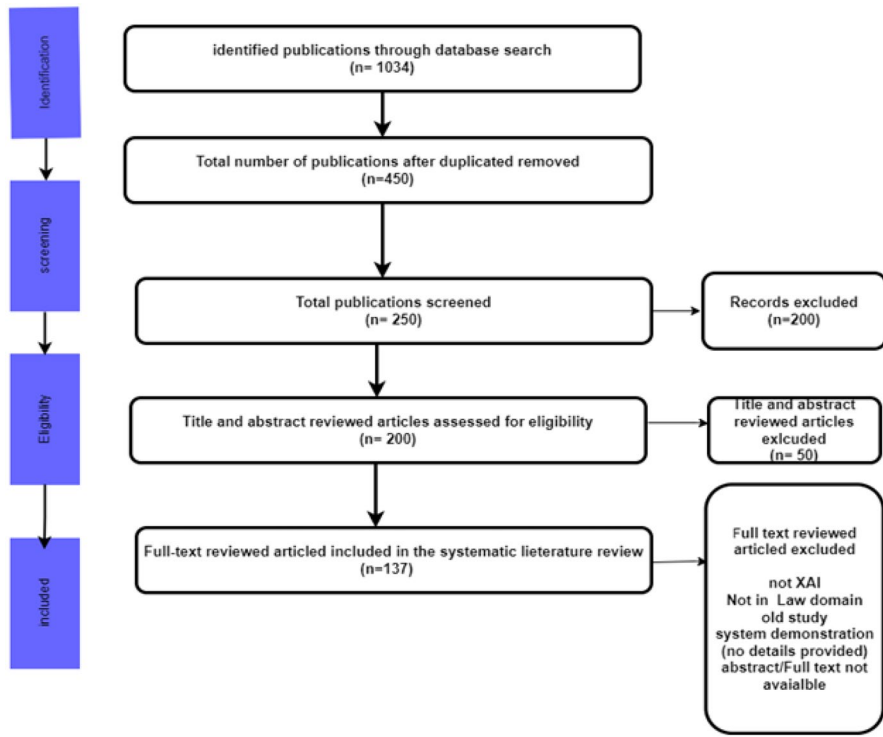 Identification
identified publications through database search
(n= 1034)
Total number of publications after duplicated removed
(n=450)
screening
Total publications screened
(n= 250)
Records excluded
(n=200)
Eligibility
Title and abstract reviewed articles assessed for eligibility
(n= 200)
Title and abstract
reviewed articles
exlcuded
(n= 50)
included
Full-text reviewed articled included in the systematic lieterature review
(n=137)
Full text reviewed
articled excluded
not XAI
Not in Law domain
old study
system demonstration
(no details provided)
abstract/Full text not
avaialble